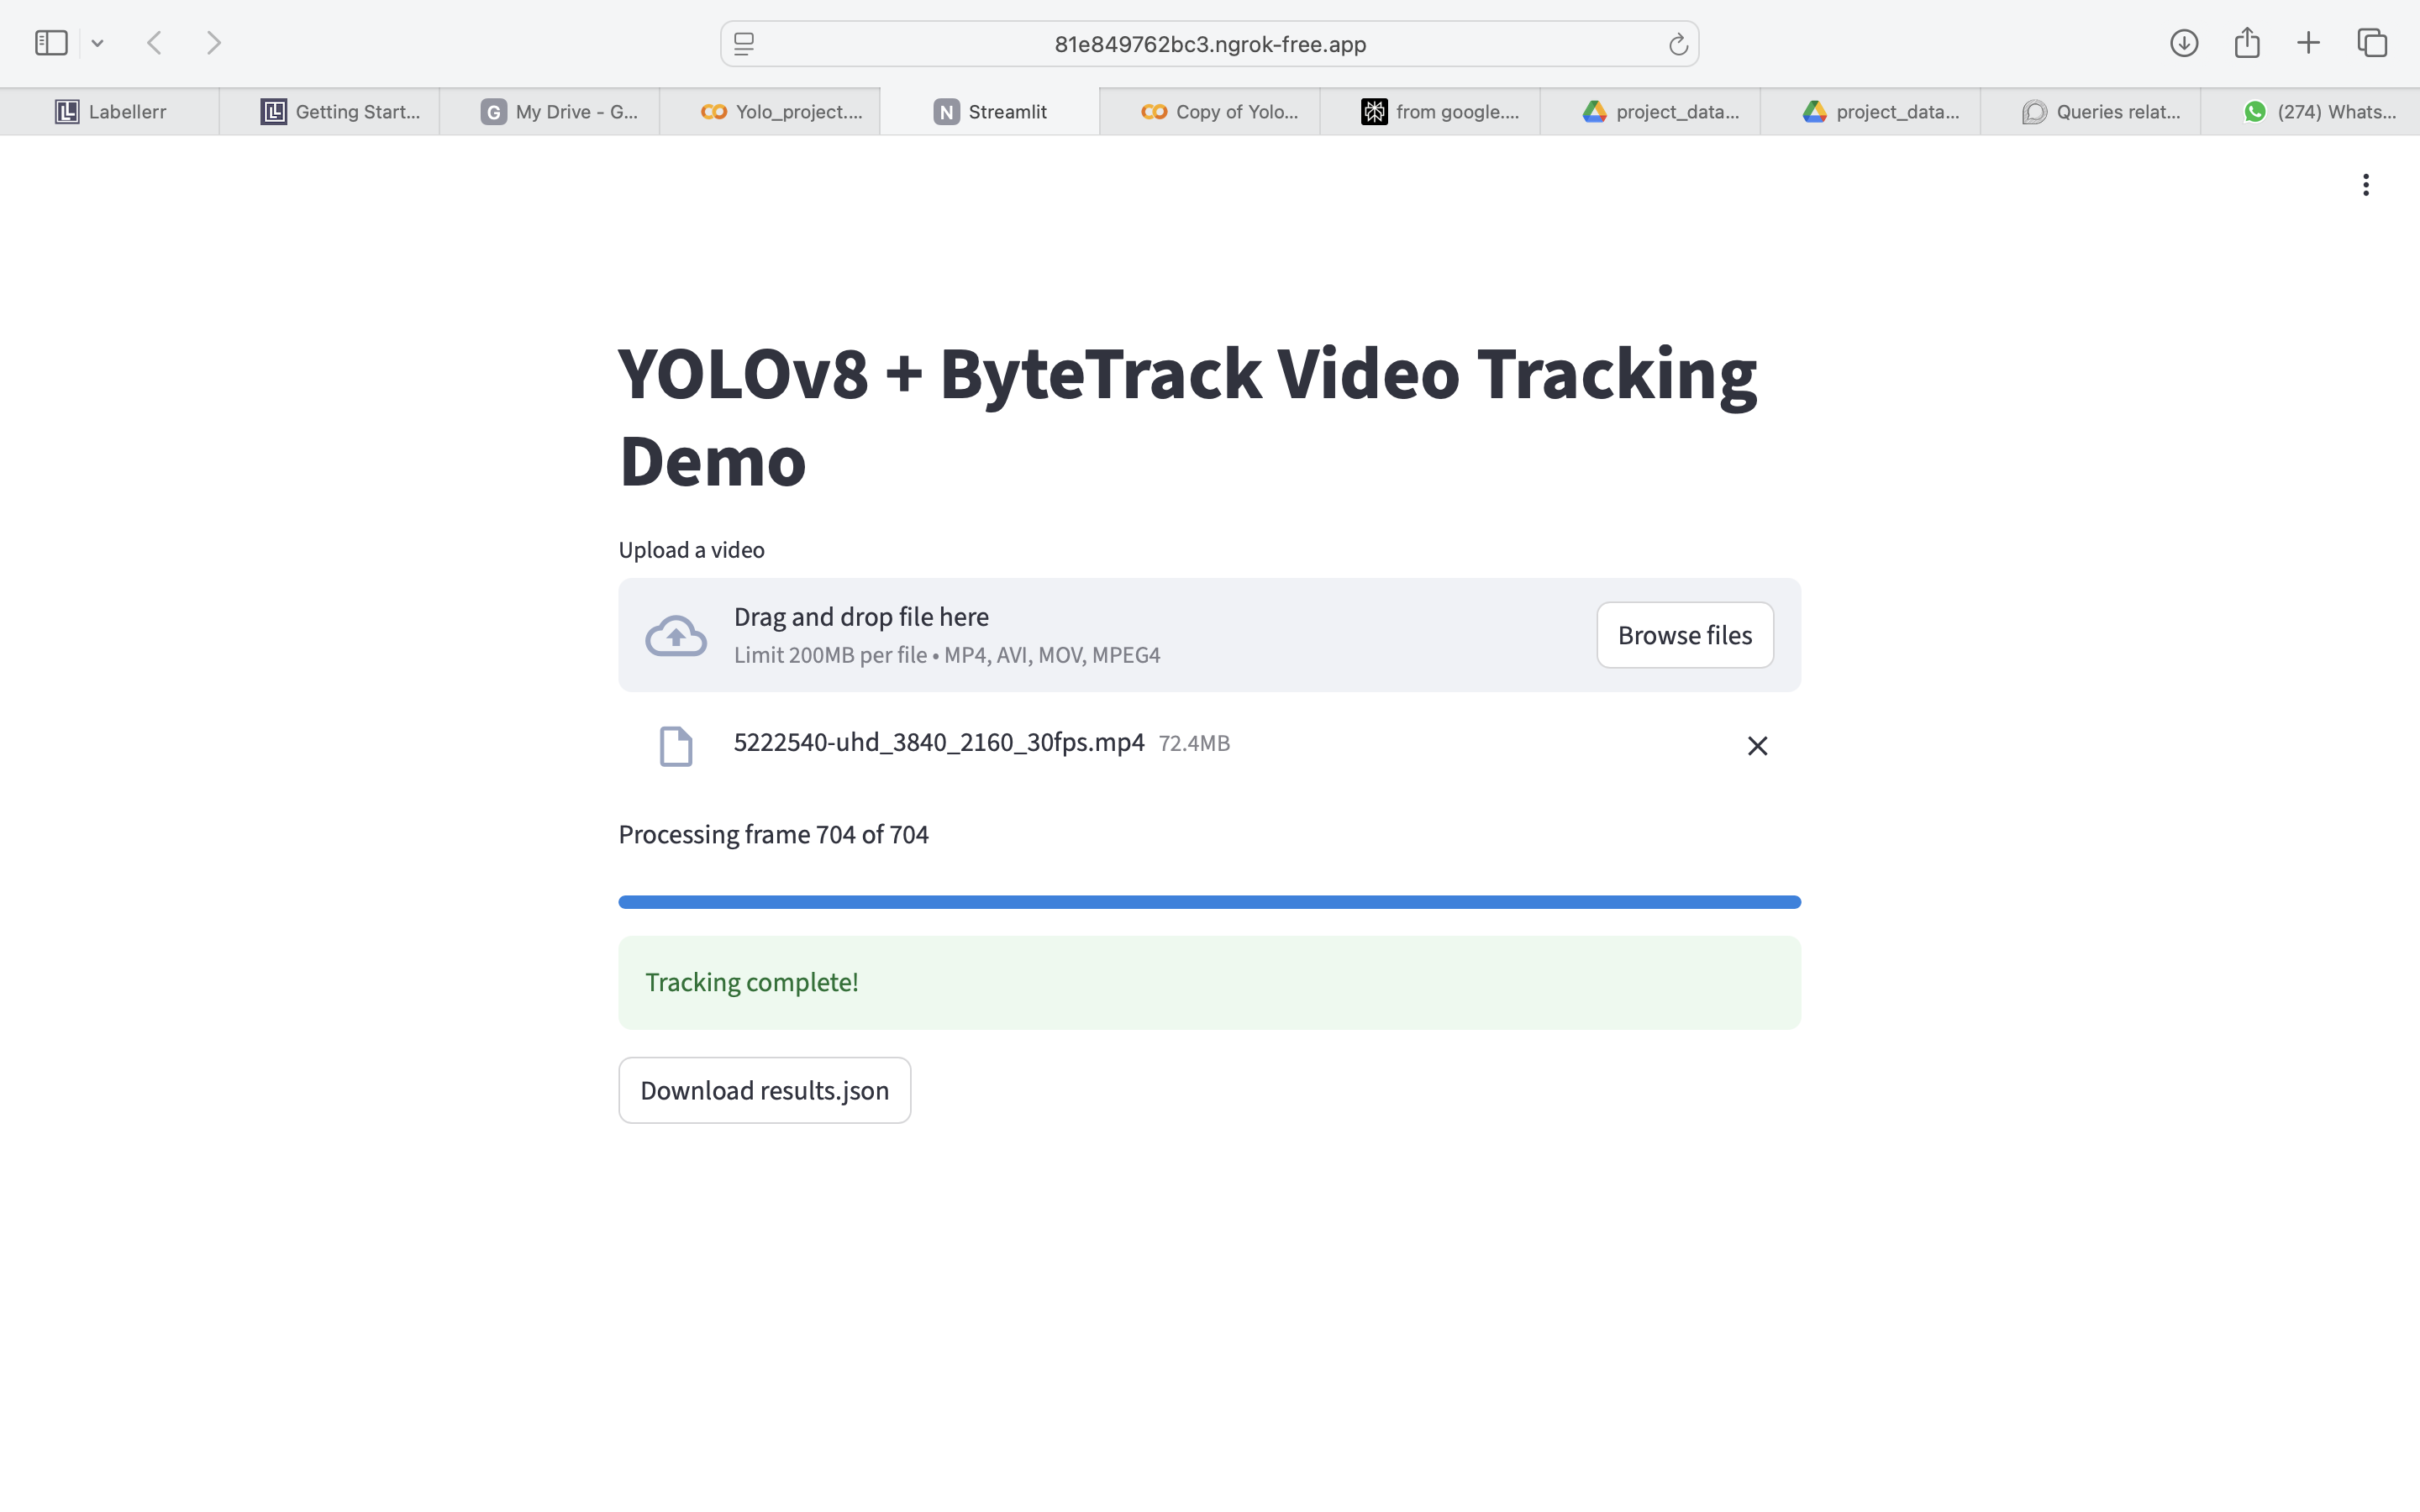 81e849762bc3.ngrok-free.app
Labellerr
Getting Start...
G My Drive - G...
Yolo_project....
N Streamlit
Copy of Yolo...
from google....
project_data...
project_data...
Queries relat...
(274) Whats...
YOLOv8 + ByteTrack Video Tracking
Demo
Upload a video
Drag and drop file here
Limit 200MB per file • MP4, AVI, MOV, MPEG4
Browse files
5222540-uhd_3840_2160_30fps.mp4 72.4MB
Processing frame 704 of 704
Tracking complete!
Download results.json